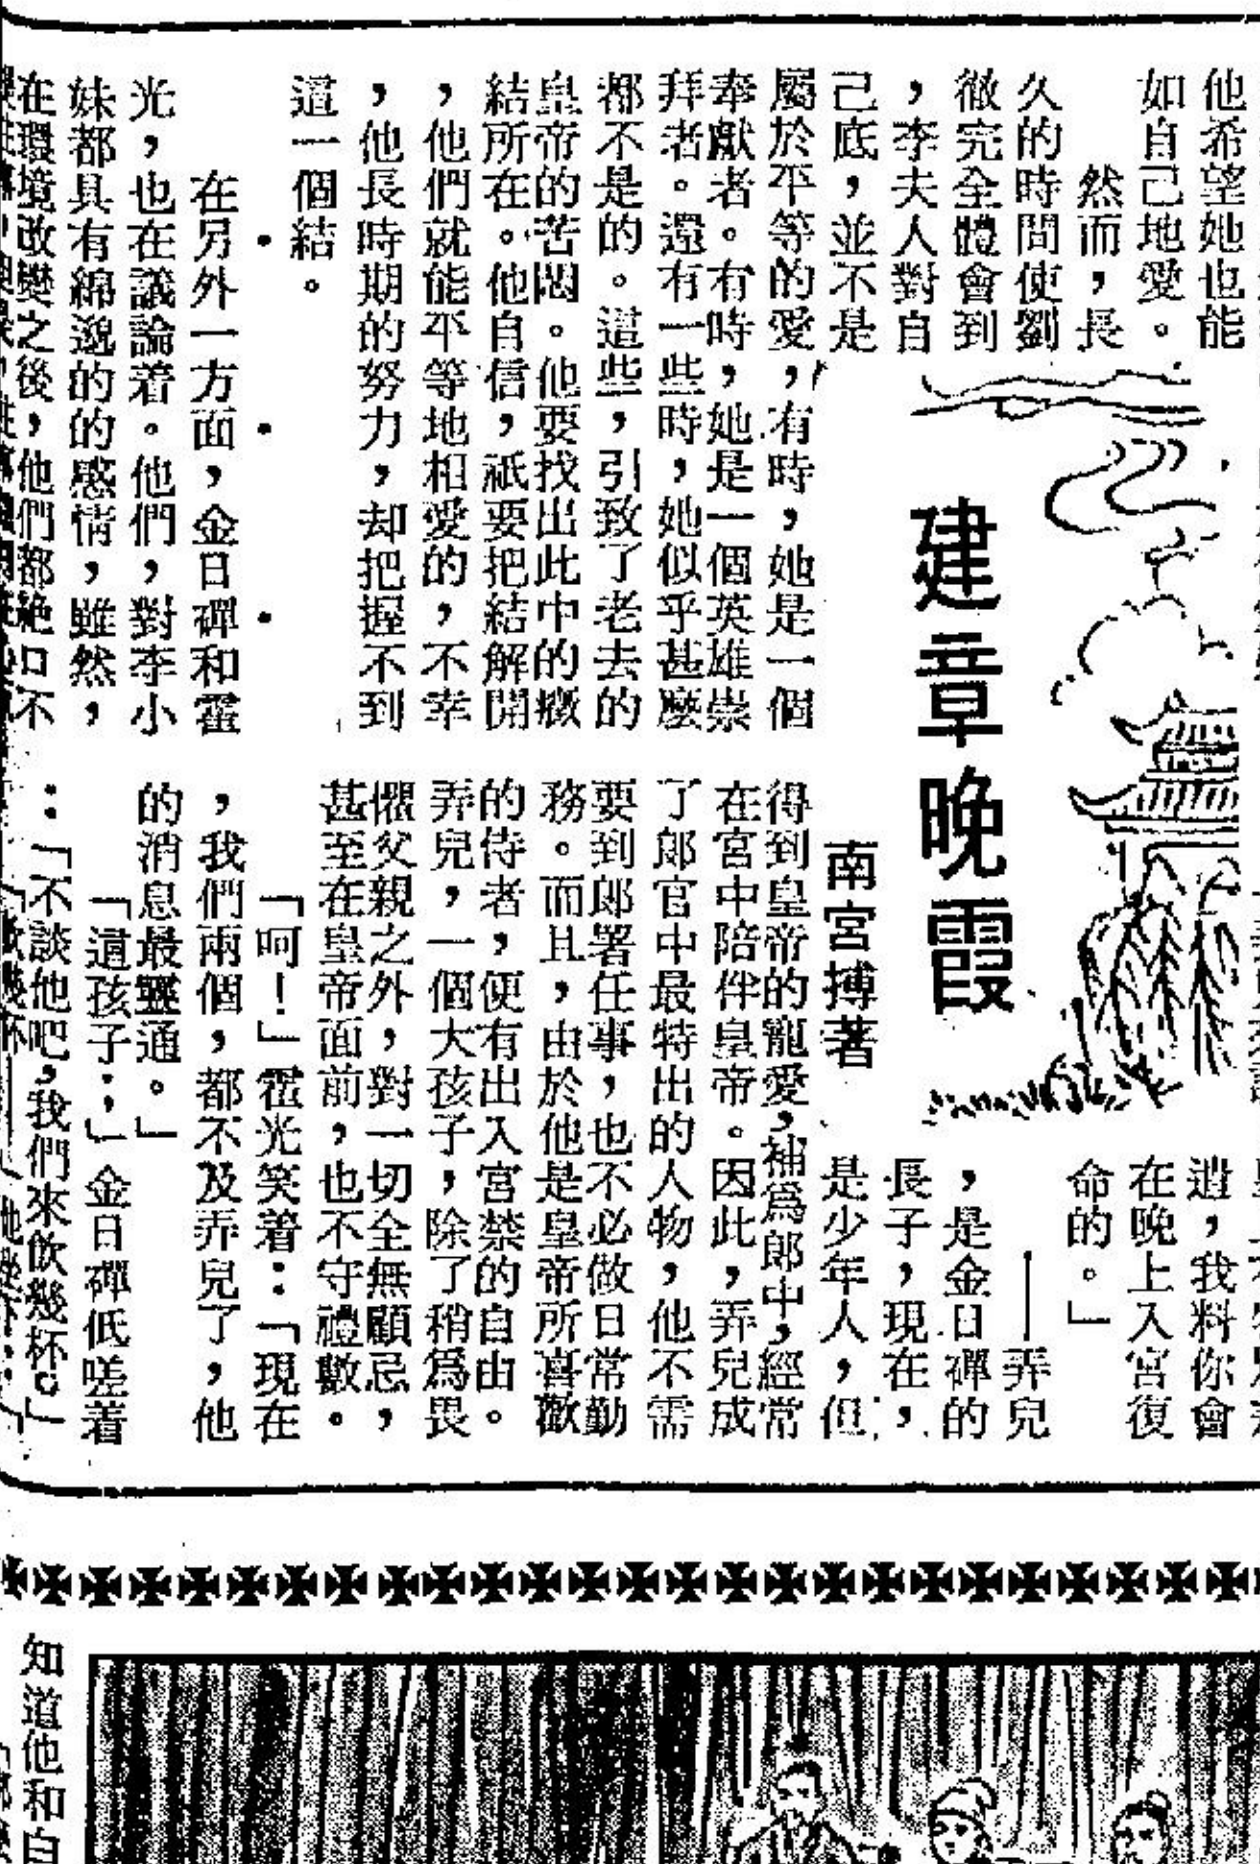 他希望她也能
如自己地愛。
然而，長
久的時間使劉
徹完全體會到
，李夫人對自
己底，並不是
屬於平等的愛，有時，她是一個
奉獻者。有時，她是一個英雄崇
拜者。還有一些時，她似乎甚麼
都不是的。這些，引致了老去的
皇帝的苦悶。他要找出此中的癥
結所在。他自信，祇要把結解開
，他們就能平等地相愛的，不幸
，他長時期的努力，却把握不到
這一個結。
・・・
在另外一方面，金日磾和霍
光，也在議論着。他們，對李小
妹都具有綿邈的的感情，雖然，
在環境改變之後，他們都絶口不
建章晚霞
南宮搏著
遺，我料你會
在晚上入宮復
命的。」
——弄兒
，是金日磾的
長子，現在，
是少年人，但
得到皇帝的寵愛，補爲郎中，經常
在宮中陪伴皇帝。因此，弄兒成
了郎官中最特出的人物，他不需
要到郎署任事，也不必做日常勤
務。而且，由於他是皇帝所喜歡
的侍者，便有出入宮禁的自由。
弄兒，一個大孩子，除了稍爲畏
懼父親之外，對一切全無顧忌，
甚至在皇帝面前，也不守禮數。
「呵！」霍光笑着：「現在
，我們兩個，都不及弄兒了，他
的消息最靈通。」
「這孩子：，」金日磾低嗟着
：「不談他吧，我們來飲幾杯。」
知道他和自